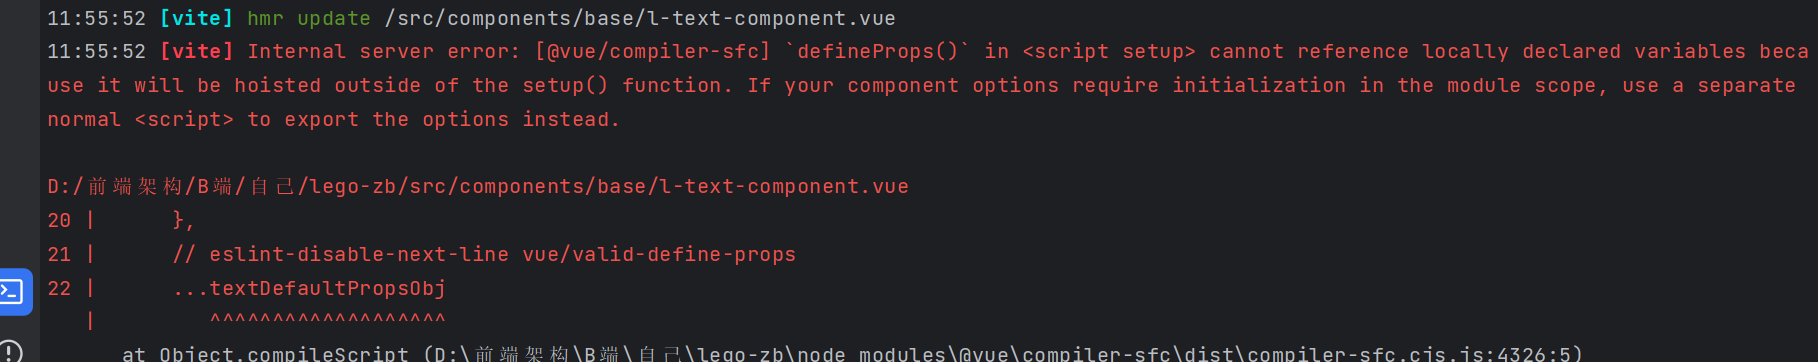 11:55:52 [vite] hmr update /src/components/base/l-text-component.vue
11:55:52 [vite] Internal server error: [@vue/compiler-sfc] `defineProps()` in <script setup> cannot reference locally declared variables beca
use it will be hoisted outside of the setup() function. If your component options require initialization in the module scope, use a separate
normal <script> to export the options instead.
D:/前端架构/B端/自己/lego-zb/src/components/base/l-text-component.vue
20 |      },
21 |      // eslint-disable-next-line vue/valid-define-props
22 |      ...textDefaultPropsObj
   |         ^^^^^^^^^^^^^^^^^^^
at Object.compileScript (D:\前端架构\B端\自己\lego-zb\node_modules\@vue\compiler-sfc\dist\compiler-sfc.cjs.js:4326:5)